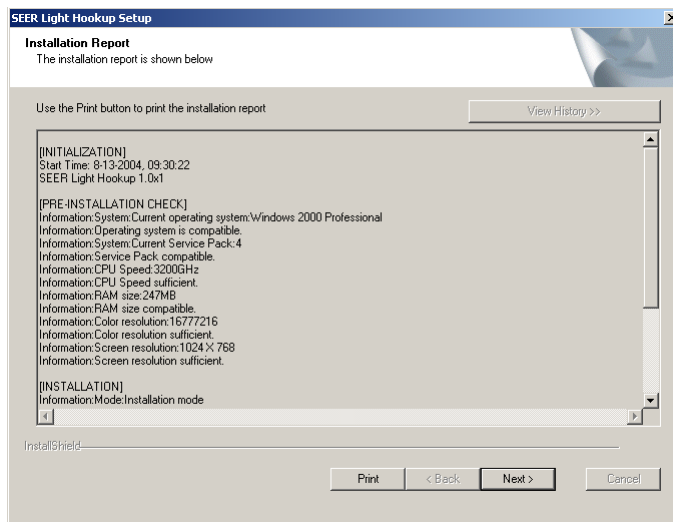 SEER Light Hookup Setup
Installation Report
The installation report is shown below
Use the Print button to print the installation report
View History >>
[INITIALIZATION]
Start Time: 8-13-2004, 09:30:22
SEER Light Hookup 1.0x1
[PRE-INSTALLATION CHECK]
Information:System:Current operating system:Windows 2000 Professional
Information:Operating system is compatible.
Information:System:Current Service Pack:4
Information:Service Pack compatible.
Information:CPU Speed:3200GHz
Information:CPU Speed sufficient.
Information:RAM size:247MB
Information:RAM size compatible.
Information:Color resolution:16777216
Information:Color resolution sufficient.
Information:Screen resolution:1024 X 768
Information:Screen resolution sufficient.
[INSTALLATION]
Information:Mode:Installation mode
InstallShield
Print
< Back
Next >
Cancel